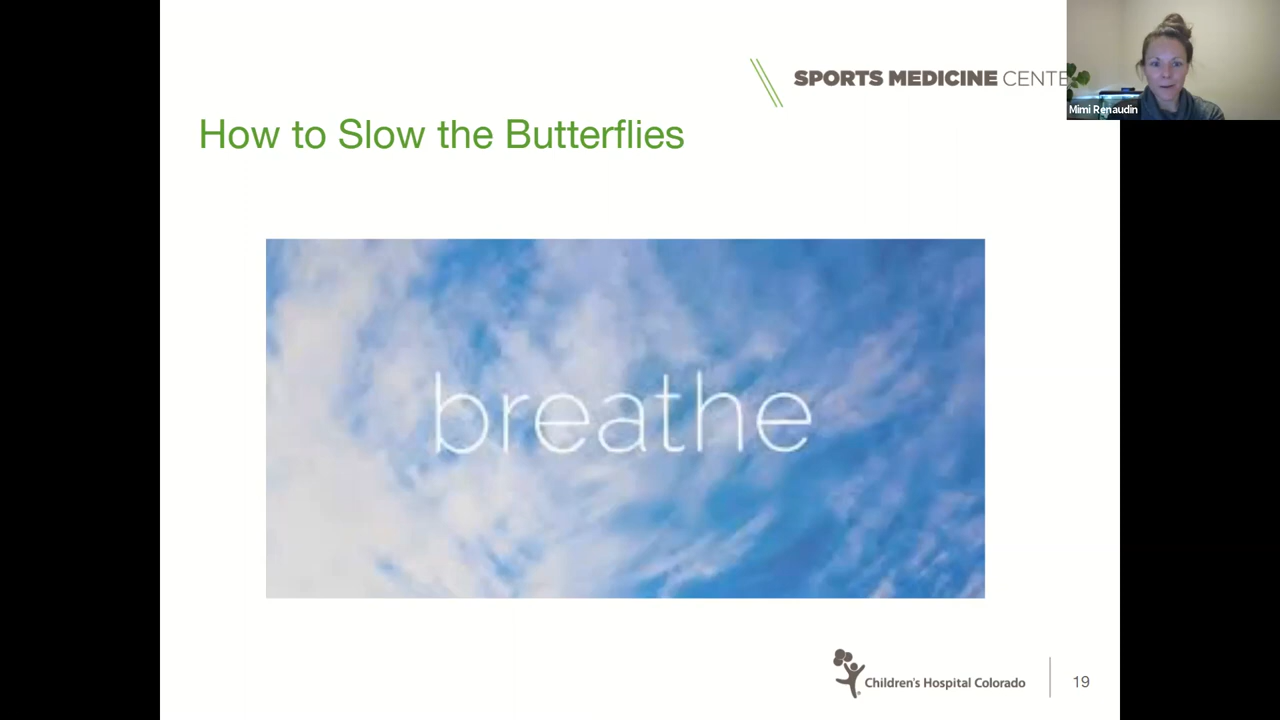 SPORTS MEDICINE CENTE
Mimi Renaudin
How to Slow the Butterflies
breathe
Children's Hospital Colorado
19